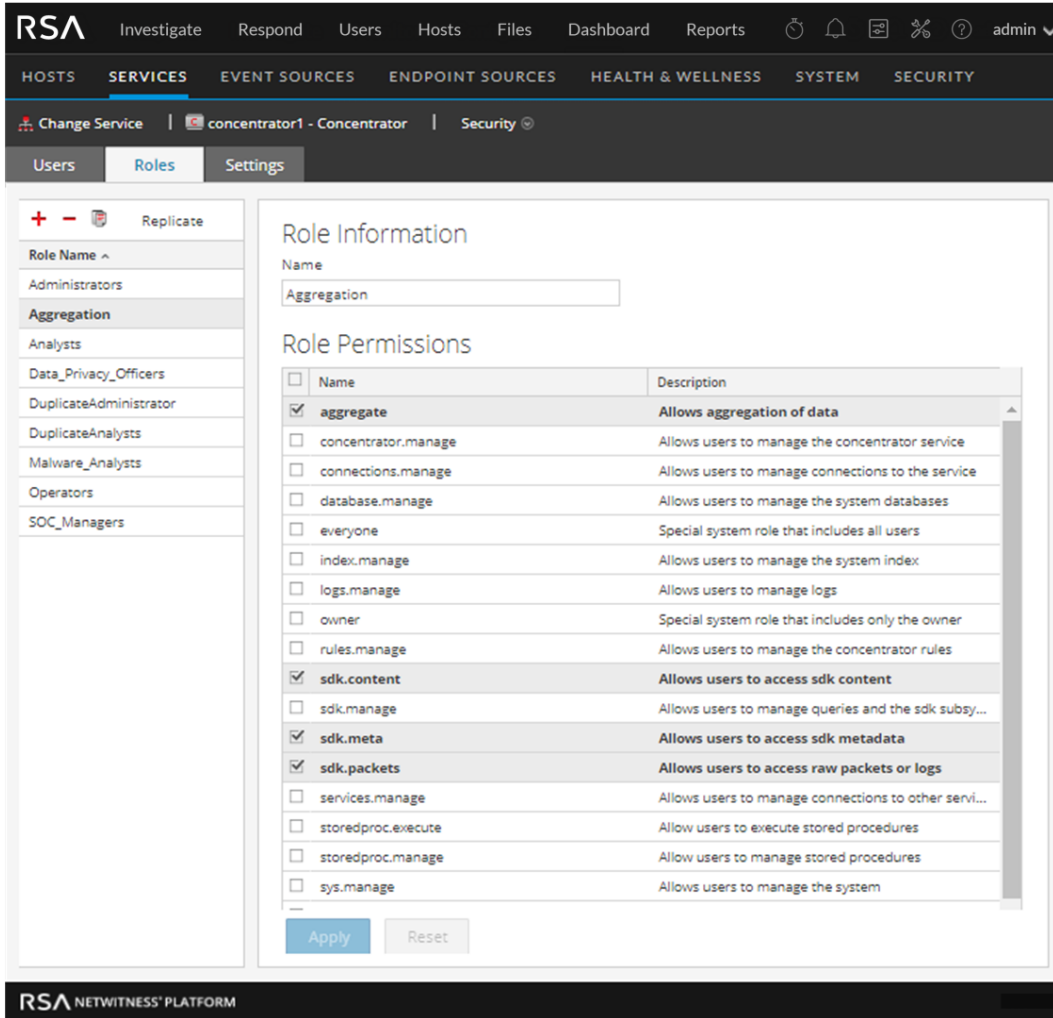 RSA Investigate Respond Users Hosts Files Dashboard Reports admin
HOSTS SERVICES EVENT SOURCES ENDPOINT SOURCES HEALTH & WELLNESS SYSTEM SECURITY
Change Service | concentrator1 - Concentrator | Security
Users Roles Settings
Replicate
Role Name
Administrators
Aggregation
Analysts
Data_Privacy_Officers
DuplicateAdministrator
DuplicateAnalysts
Malware_Analysts
Operators
SOC_Managers
Role Information
Name
Aggregation
Role Permissions
Name Description
aggregate Allows aggregation of data
concentrator.manage Allows users to manage the concentrator service
connections.manage Allows users to manage connections to the service
database.manage Allows users to manage the system databases
everyone Special system role that includes all users
index.manage Allows users to manage the system index
logs.manage Allows users to manage logs
owner Special system role that includes only the owner
rules.manage Allows users to manage the concentrator rules
sdk.content Allows users to access sdk content
sdk.manage Allows users to manage queries and the sdk subsy...
sdk.meta Allows users to access sdk metadata
sdk.packets Allows users to access raw packets or logs
services.manage Allows users to manage connections to other servi...
storedproc.execute Allow users to execute stored procedures
storedproc.manage Allow users to manage stored procedures
sys.manage Allows users to manage the system
Apply Reset
RSA NETWITNESS® PLATFORM